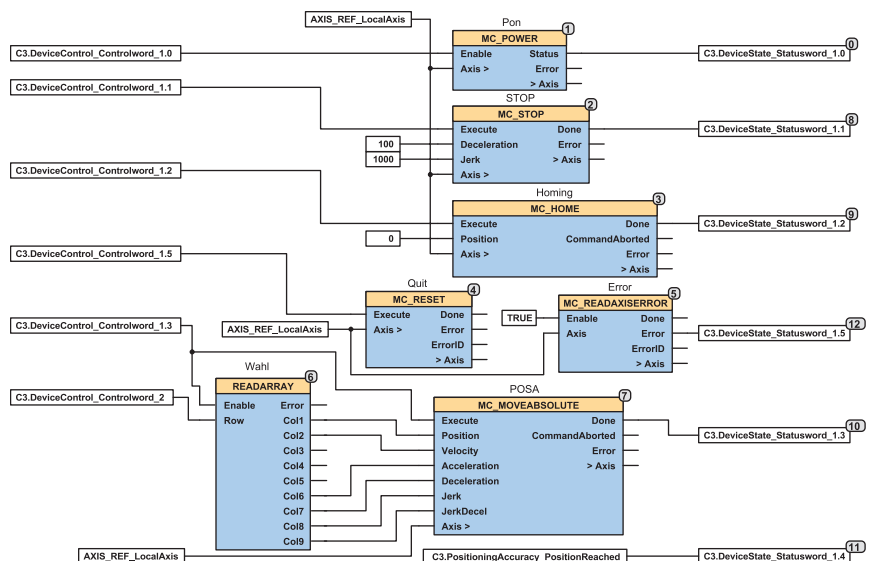 AXIS_REF_LocalAxis
Pon
1
MC_POWER
0
C3.DeviceControl_Controlword_1.0
Enable Status
C3.DeviceState_Statusword_1.0
Axis > Error
> Axis
C3.DeviceControl_Controlword_1.1
STOP
2
MC_STOP
8
Execute Done
C3.DeviceState_Statusword_1.1
100
Deceleration Error
1000
Jerk > Axis
Axis >
C3.DeviceControl_Controlword_1.2
Homing
3
MC_HOME
9
Execute Done
C3.DeviceState_Statusword_1.2
0
Position CommandAborted
Axis > Error
> Axis
C3.DeviceControl_Controlword_1.5
Quit
4
MC_RESET
Execute Done
AXIS_REF_LocalAxis
Axis > Error
ErrorID
> Axis
Error
5
MC_READAXISERROR
12
TRUE
Enable Done
Axis Error
C3.DeviceState_Statusword_1.5
ErrorID
> Axis
C3.DeviceControl_Controlword_1.3
Wahl
6
READARRAY
C3.DeviceControl_Controlword_2
Enable Error
Row Col1
Col2
Col3
Col4
Col5
Col6
Col7
Col8
Col9
POSA
7
MC_MOVEABSOLUTE
10
Execute Done
C3.DeviceState_Statusword_1.3
Position CommandAborted
Velocity Error
Acceleration > Axis
Deceleration
Jerk
JerkDecel
Axis >
11
AXIS_REF_LocalAxis
C3.PositioningAccuracy_PositionReached
C3.DeviceState_Statusword_1.4